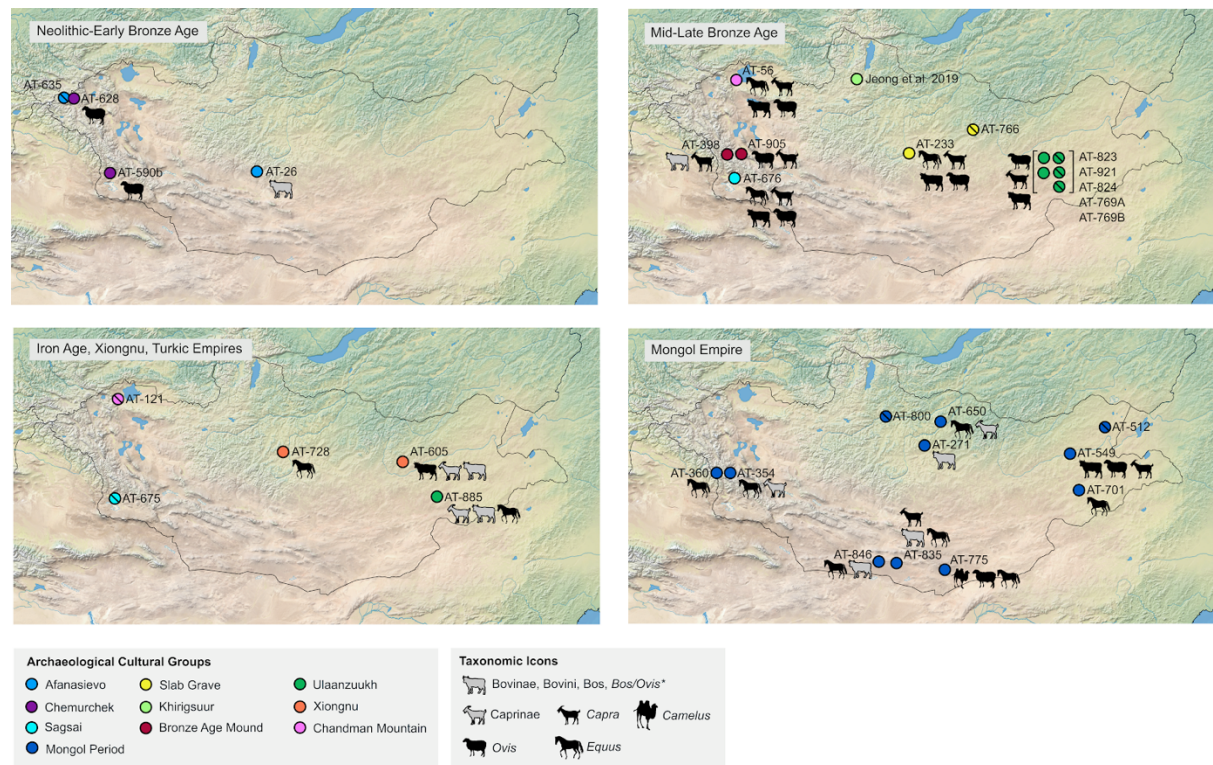 Neolithic-Early Bronze Age
AT-635
AT-628
AT-590b
AT-26
Mid-Late Bronze Age
AT-56
Jeong et al. 2019
AT-766
AT-398
AT-905
AT-233
AT-676
AT-823
AT-921
AT-824
AT-769A
AT-769B
Iron Age, Xiongnu, Turkic Empires
AT-121
AT-728
AT-605
AT-675
AT-885
Mongol Empire
AT-800
AT-650
AT-512
AT-271
AT-549
AT-360
AT-354
AT-701
AT-846
AT-835
AT-775
Archaeological Cultural Groups
Afanasievo
Slab Grave
Ulaanzuukh
Chemurchek
Khirigsuur
Xiongnu
Sagsai
Bronze Age Mound
Chandman Mountain
Mongol Period
Taxonomic Icons
Bovinae, Bovini, Bos, Bos/Ovis*
Caprinae
Capra
Camelus
Ovis
Equus